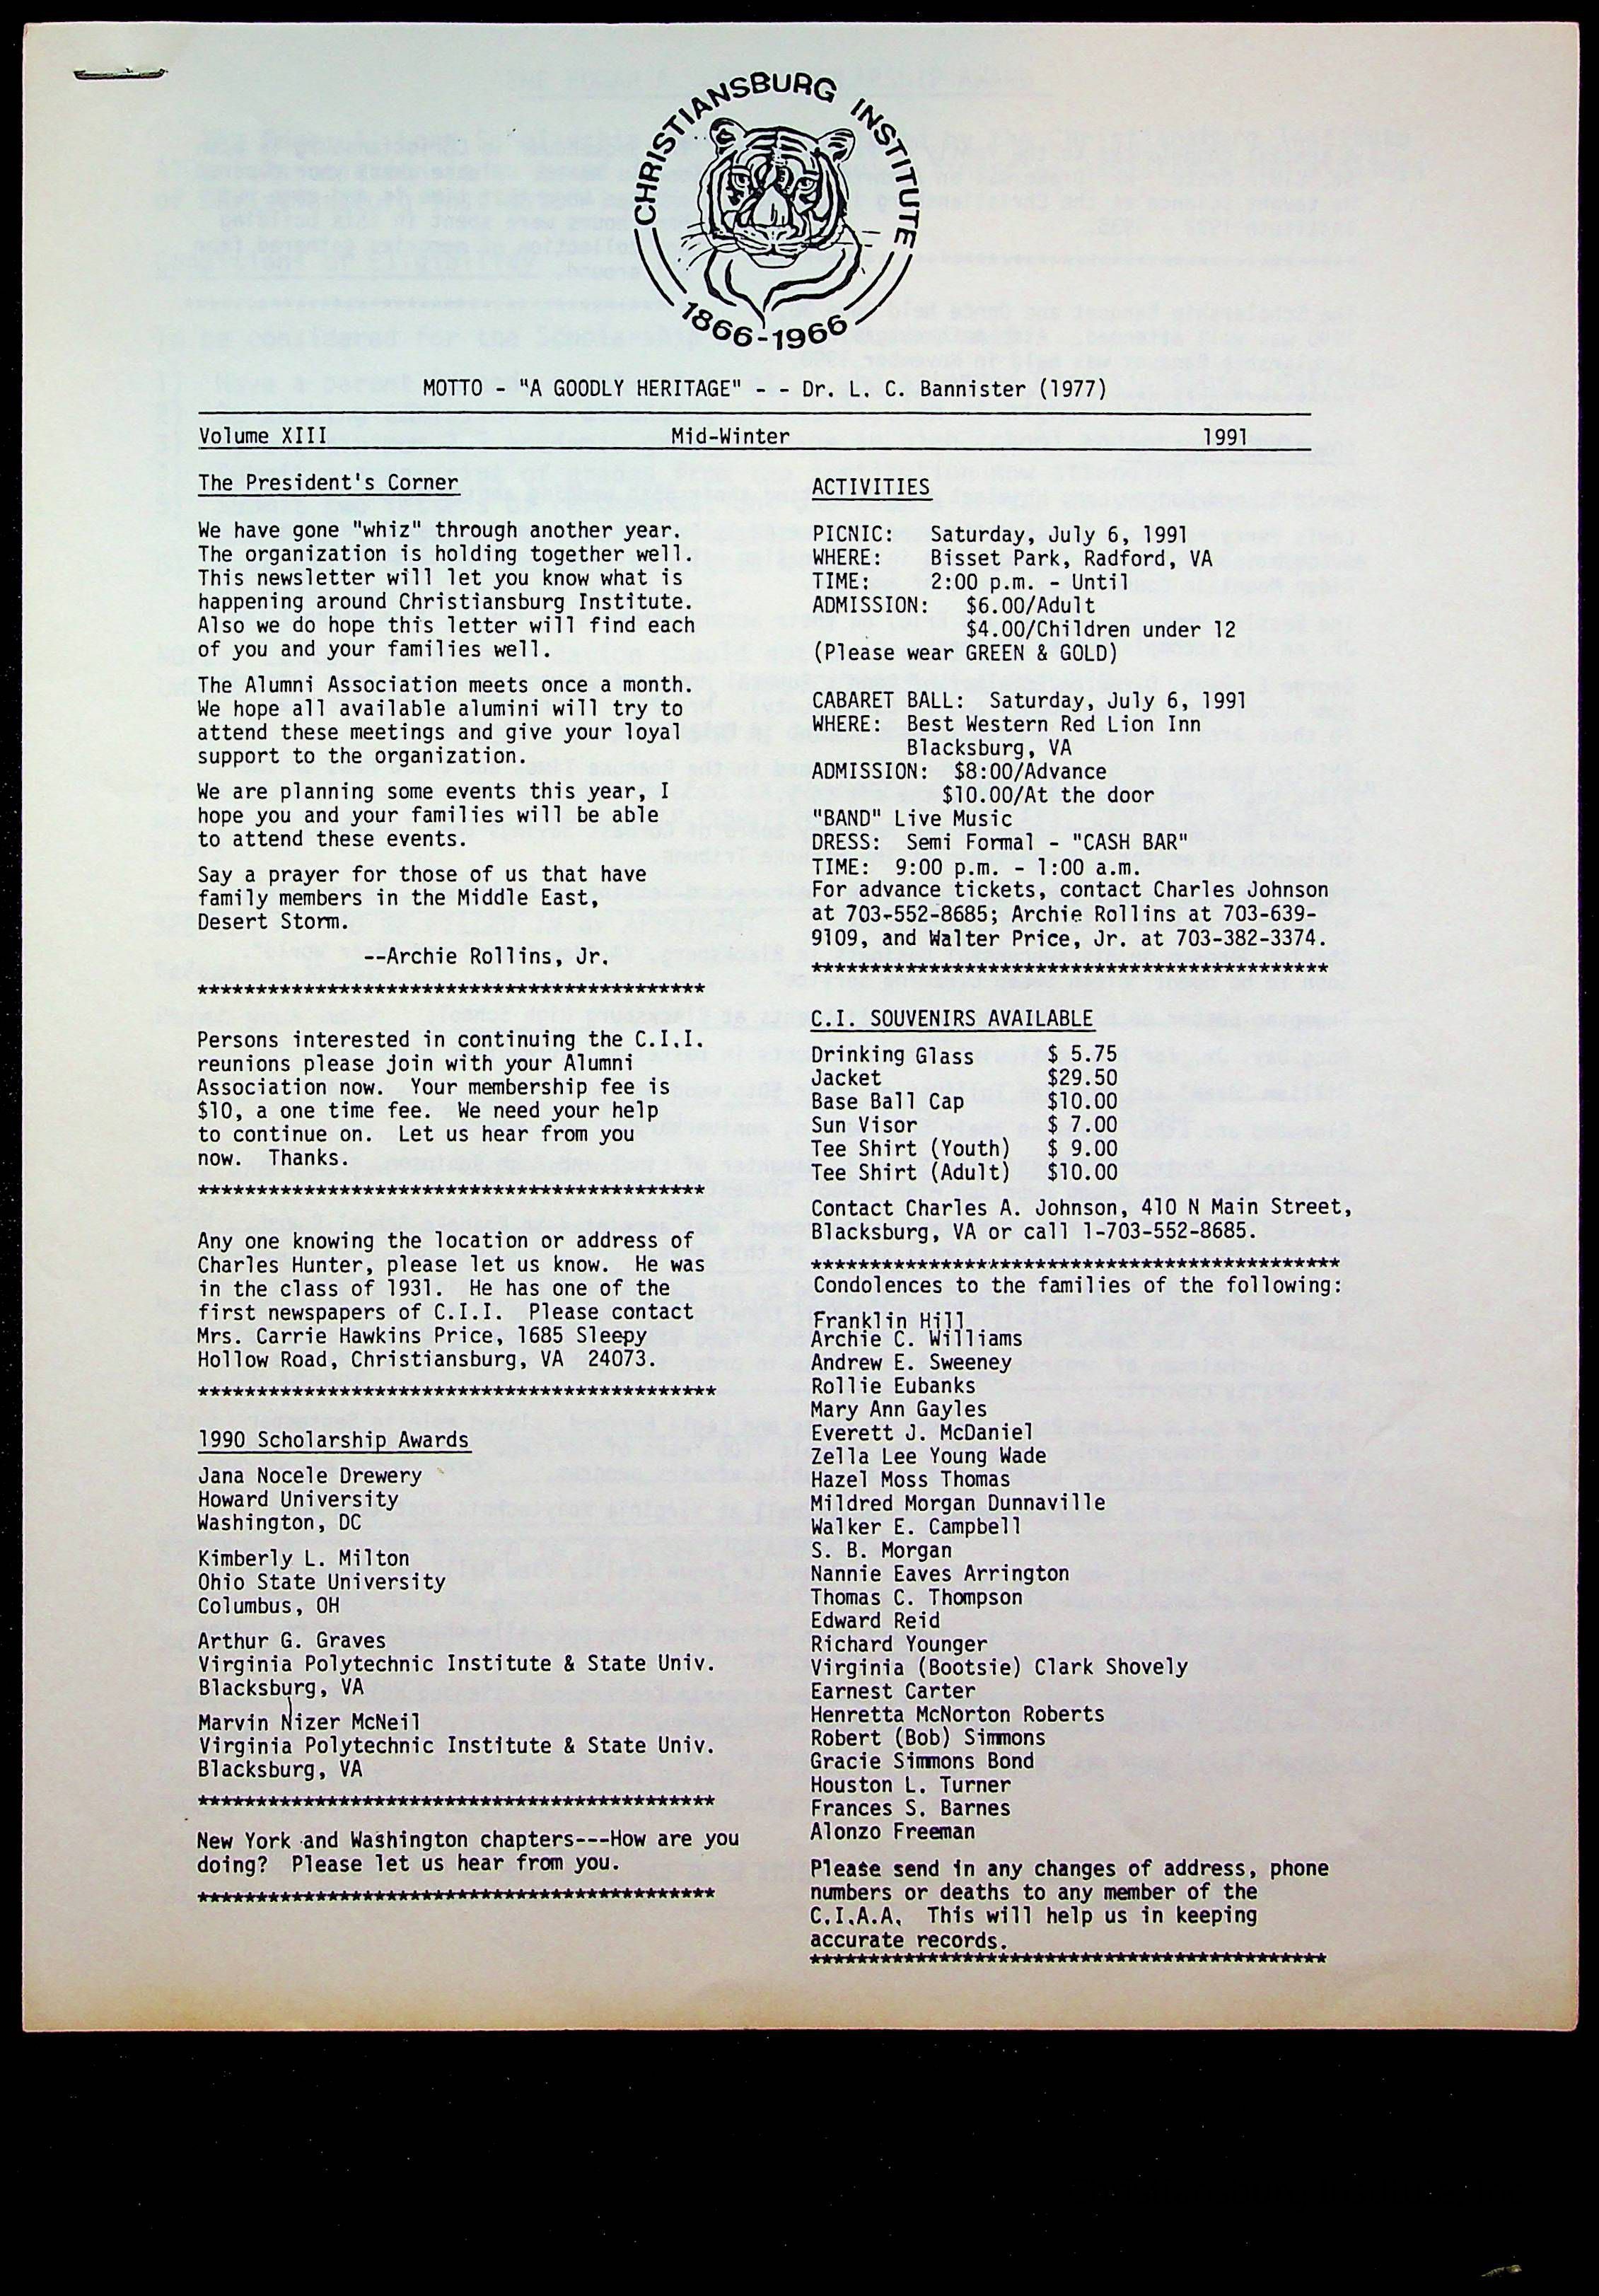 CHRISTIANSBURG INSTITUTE
1866-1966
MOTTO - "A GOODLY HERITAGE" - - Dr. L. C. Bannister (1977)
Volume XIII Mid-Winter 1991
The President's Corner
We have gone "whiz" through another year.
The organization is holding together well.
This newsletter will let you know what is
happening around Christiansburg Institute.
Also we do hope this letter will find each
of you and your families well.
The Alumni Association meets once a month.
We hope all available alumini will try to
attend these meetings and give your loyal
support to the organization.
We are planning some events this year, I
hope you and your families will be able
to attend these events.
Say a prayer for those of us that have
family members in the Middle East,
Desert Storm.
--Archie Rollins, Jr.
*******************************************
Persons interested in continuing the C.I.I.
reunions please join with your Alumni
Association now. Your membership fee is
$10, a one time fee. We need your help
to continue on. Let us hear from you
now. Thanks.
*******************************************
Any one knowing the location or address of
Charles Hunter, please let us know. He was
in the class of 1931. He has one of the
first newspapers of C.I.I. Please contact
Mrs. Carrie Hawkins Price, 1685 Sleepy
Hollow Road, Christiansburg, VA 24073.
********************************************
1990 Scholarship Awards
Jana Nocele Drewery
Howard University
Washington, DC
Kimberly L. Milton
Ohio State University
Columbus, OH
Arthur G. Graves
Virginia Polytechnic Institute & State Univ.
Blacksburg, VA
Marvin Nizer McNeil
Virginia Polytechnic Institute & State Univ.
Blacksburg, VA
********************************************
New York and Washington chapters---How are you
doing? Please let us hear from you.
********************************************
ACTIVITIES
PICNIC: Saturday, July 6, 1991
WHERE: Bisset Park, Radford, VA
TIME: 2:00 p.m. - Until
ADMISSION: $6.00/Adult
$4.00/Children under 12
(Please wear GREEN & GOLD)
CABARET BALL: Saturday, July 6, 1991
WHERE: Best Western Red Lion Inn
Blacksburg, VA
ADMISSION: $8:00/Advance
$10.00/At the door
"BAND" Live Music
DRESS: Semi Formal - "CASH BAR"
TIME: 9:00 p.m. - 1:00 a.m.
For advance tickets, contact Charles Johnson
at 703-552-8685; Archie Rollins at 703-639-
9109, and Walter Price, Jr. at 703-382-3374.
********************************************
C.I. SOUVENIRS AVAILABLE
Drinking Glass $ 5.75
Jacket $29.50
Base Ball Cap $10.00
Sun Visor $ 7.00
Tee Shirt (Youth) $ 9.00
Tee Shirt (Adult) $10.00
Contact Charles A. Johnson, 410 N Main Street,
Blacksburg, VA or call 1-703-552-8685.
*********************************************
Condolences to the families of the following:
Franklin Hill
Archie C. Williams
Andrew E. Sweeney
Rollie Eubanks
Mary Ann Gayles
Everett J. McDaniel
Zella Lee Young Wade
Hazel Moss Thomas
Mildred Morgan Dunnaville
Walker E. Campbell
S. B. Morgan
Nannie Eaves Arrington
Thomas C. Thompson
Edward Reid
Richard Younger
Virginia (Bootsie) Clark Shovely
Earnest Carter
Henretta McNorton Roberts
Robert (Bob) Simmons
Gracie Simmons Bond
Houston L. Turner
Frances S. Barnes
Alonzo Freeman
Please send in any changes of address, phone
numbers or deaths to any member of the
C.I.A.A. This will help us in keeping
accurate records.
********************************************